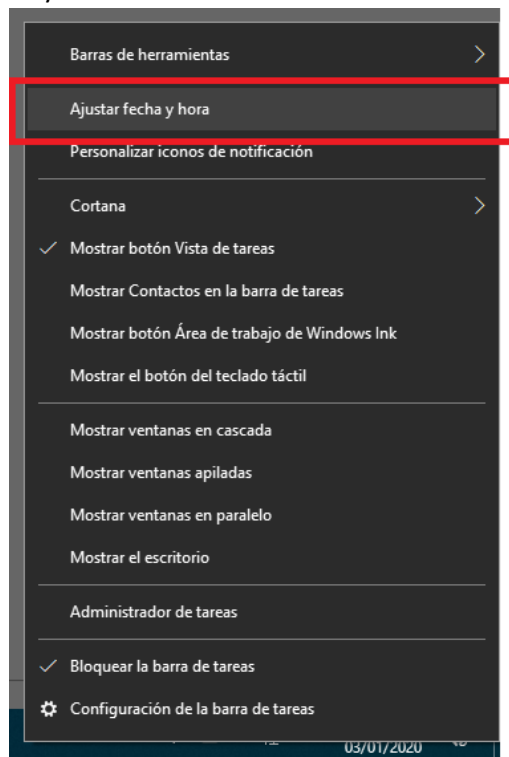 Barras de herramientas
Ajustar fecha y hora
Personalizar iconos de notificación
Cortana
Mostrar botón Vista de tareas
Mostrar Contactos en la barra de tareas
Mostrar botón Área de trabajo de Windows Ink
Mostrar el botón del teclado táctil
Mostrar ventanas en cascada
Mostrar ventanas apiladas
Mostrar ventanas en paralelo
Mostrar el escritorio
Administrador de tareas
Bloquear la barra de tareas
Configuración de la barra de tareas
03/01/2020